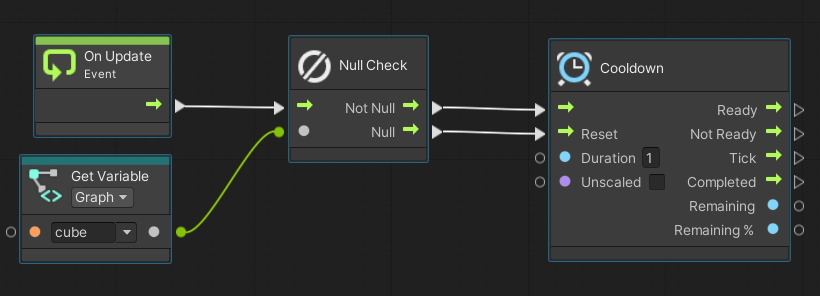 On Update
Event
Null Check
Not Null
Null
Get Variable
Graph
cube
Cooldown
Ready
Reset
Not Ready
Duration 1
Tick
Unscaled
Completed
Remaining
Remaining %